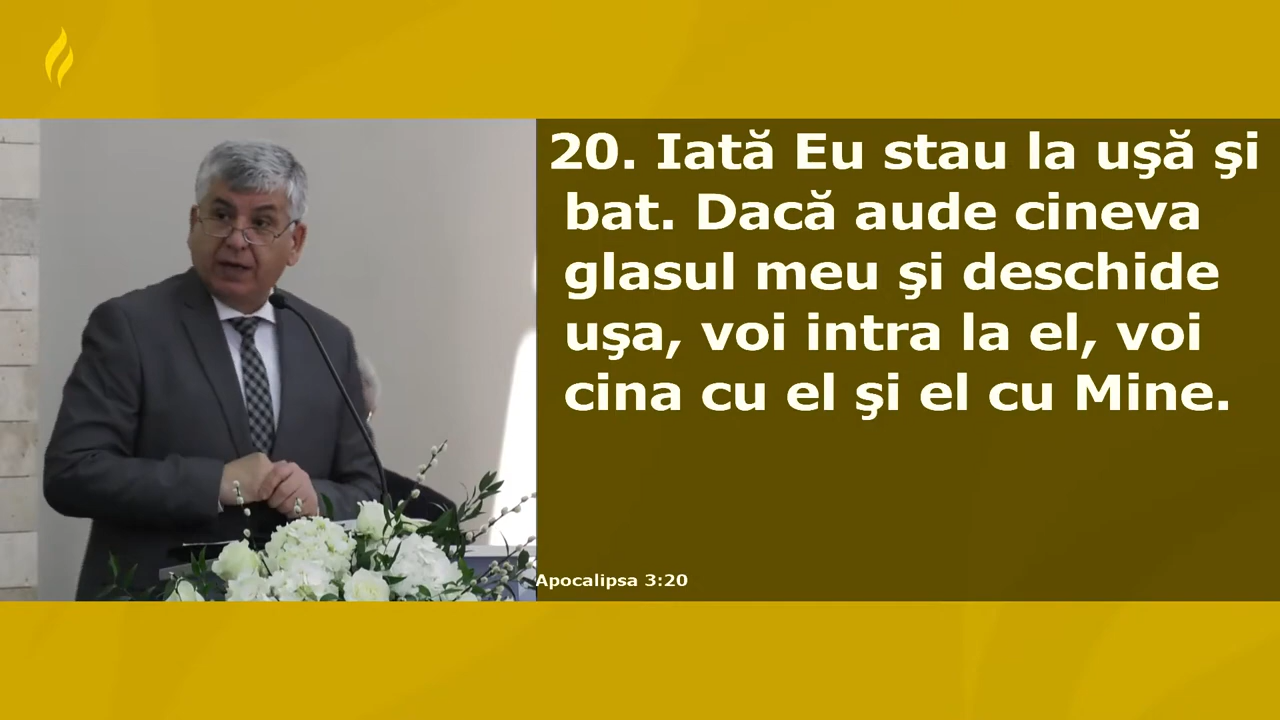 20. Iată Eu stau la uşă şi
bat. Dacă aude cineva
glasul meu şi deschide
uşa, voi intra la el, voi
cina cu el şi el cu Mine.
Apocalipsa 3:20